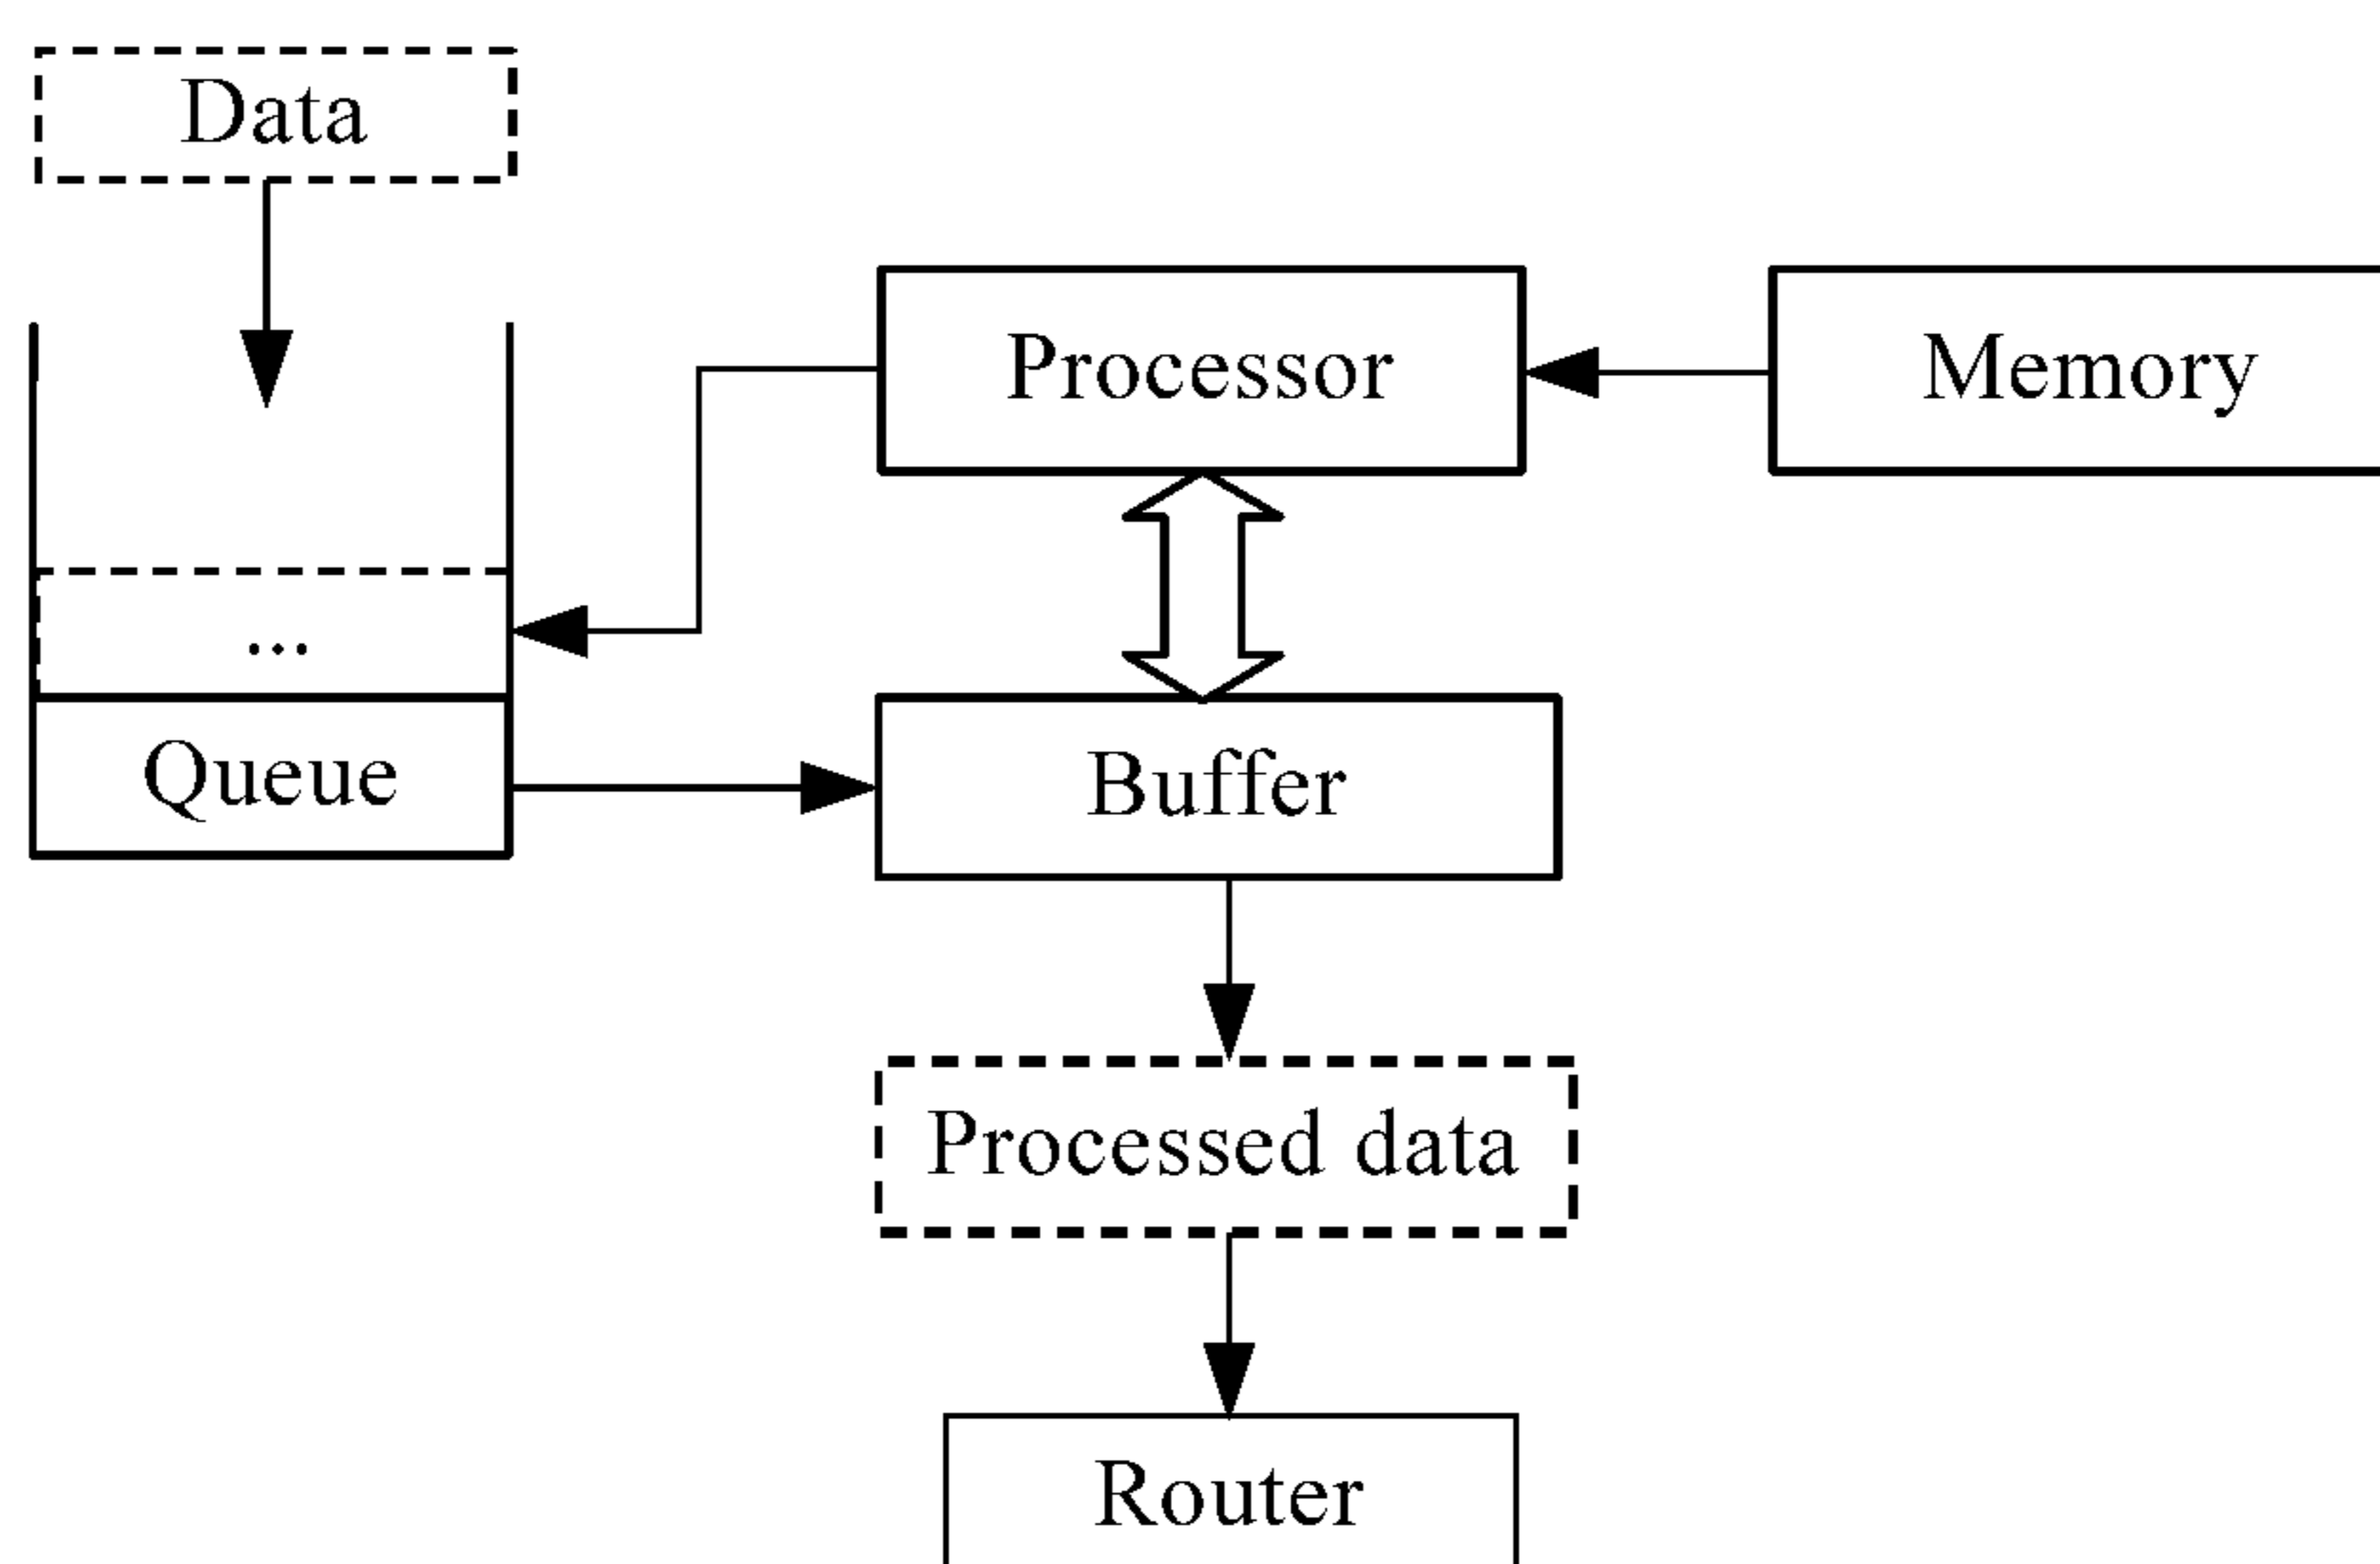 Data
Processor
Memory
...
Queue
Buffer
Processed data
Router